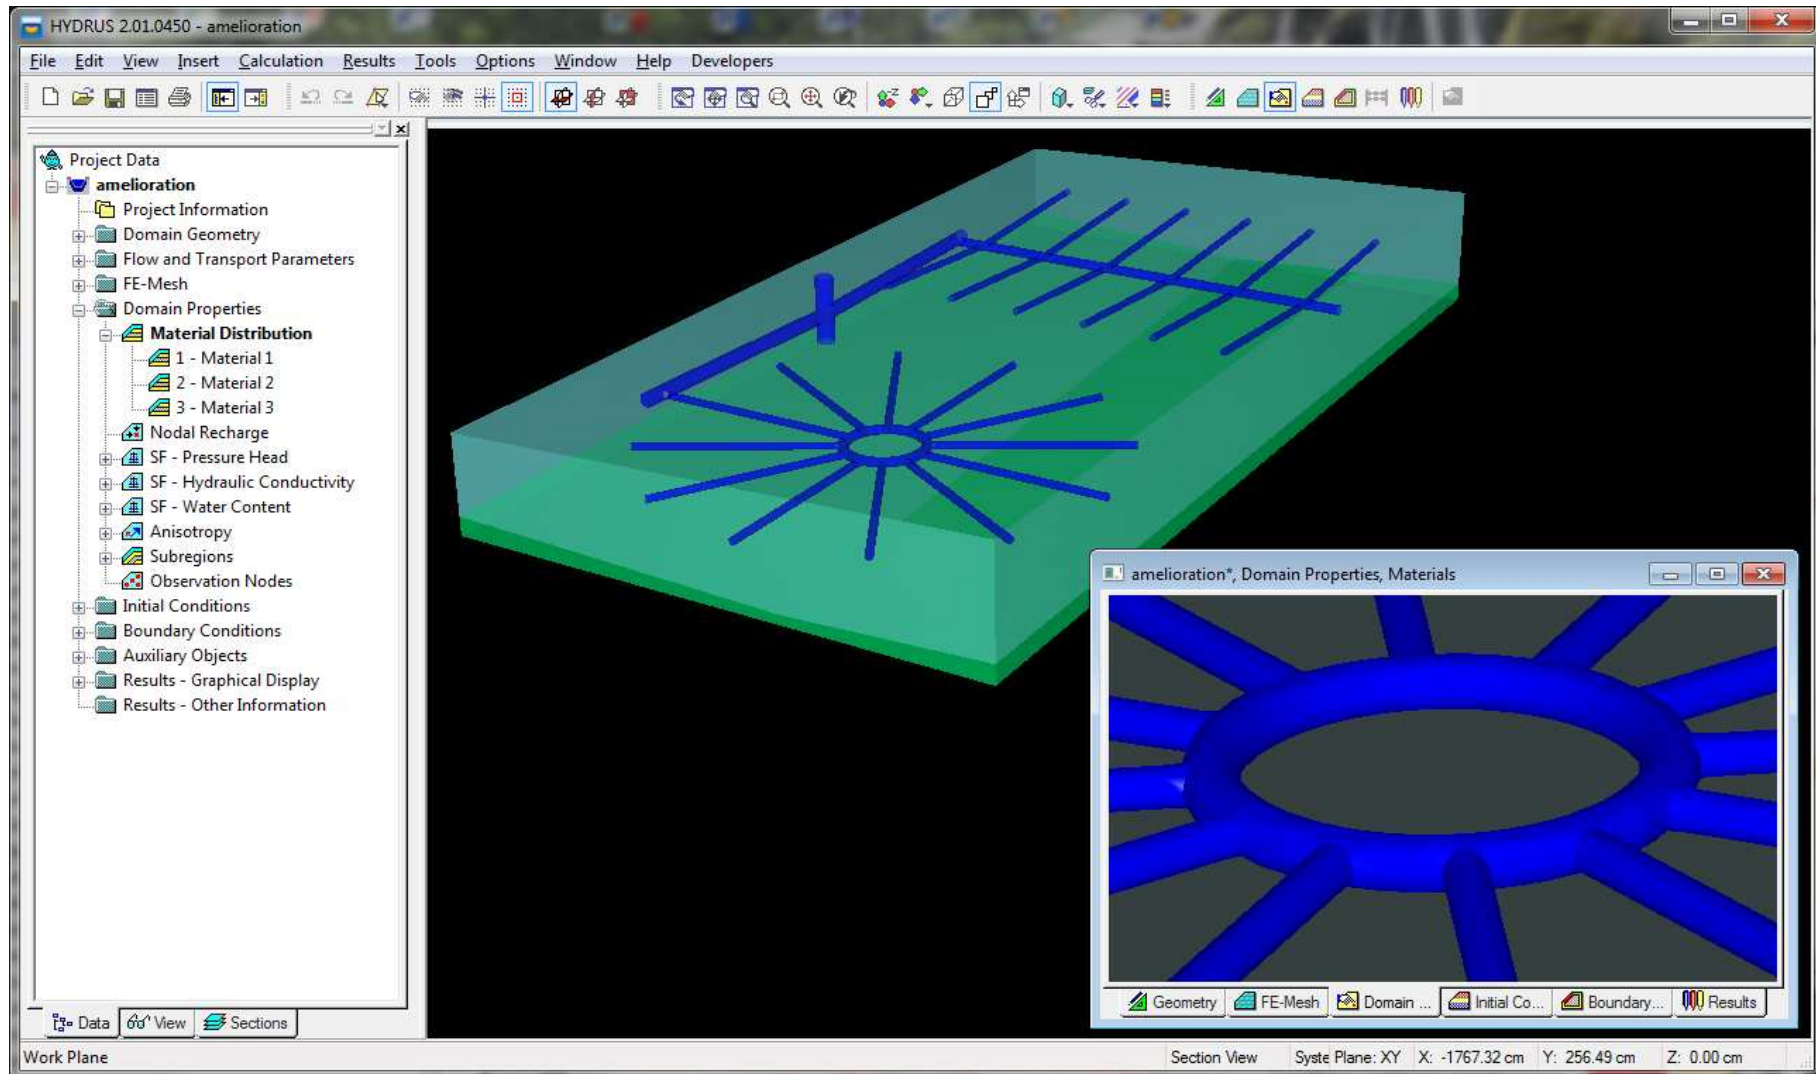 HYDRUS 2.01.0450 - amelioration
File Edit View Insert Calculation Results Tools Options Window Help Developers
Project Data
amelioration
Project Information
Domain Geometry
Flow and Transport Parameters
FE-Mesh
Domain Properties
Material Distribution
1 - Material 1
2 - Material 2
3 - Material 3
Nodal Recharge
SF - Pressure Head
SF - Hydraulic Conductivity
SF - Water Content
Anisotropy
Subregions
Observation Nodes
Initial Conditions
Boundary Conditions
Auxiliary Objects
Results - Graphical Display
Results - Other Information
amelioration*, Domain Properties, Materials
Geometry FE-Mesh Domain ... Initial Co... Boundary... Results
Data View Sections
Work Plane Section View Syste Plane: XY X: -1767.32 cm Y: 256.49 cm Z: 0.00 cm